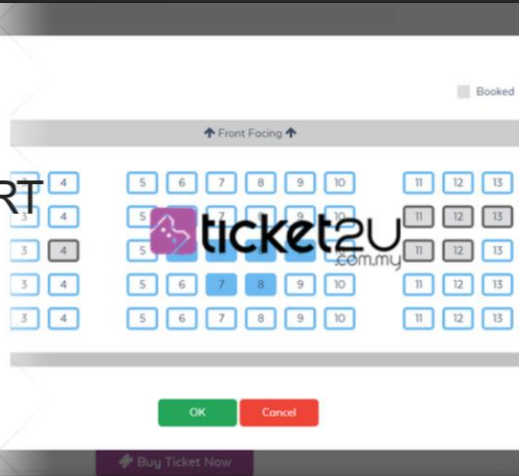 Booked
Front Facing
RT
4 5 6 7 8 9 10 11 12 13
3 4 5 11 12 13
ticket2U
.com.my
3 4 5 11 12 13
3 4 5 6 7 8 9 10 11 12 13
3 4 5 6 7 8 9 10 11 12 13
OK Cancel
Buy Ticket Now